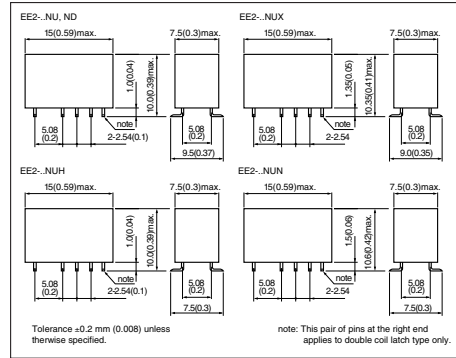 EE2-..NU, ND
15(0.59)max.
7.5(0.3)max.
1.0(0.04)
10.0(0.39)max.
note
5.08
(0.2)
2-2.54(0.1)
5.08
(0.2)
9.5(0.37)
EE2-..NUX
15(0.59)max.
7.5(0.3)max.
1.35(0.05)
10.35(0.41)max.
note
5.08
(0.2)
2-2.54
5.08
(0.2)
9.0(0.35)
EE2-..NUH
15(0.59)max.
7.5(0.3)max.
1.0(0.04)
10.0(0.39)max.
note
5.08
(0.2)
2-2.54(0.1)
5.08
(0.2)
7.5(0.3)
EE2-..NUN
15(0.59)max.
7.5(0.3)max.
1.5(0.06)
10.6(0.42)max.
note
5.08
(0.2)
2-2.54
5.08
(0.2)
7.5(0.3)
Tolerance ±0.2 mm (0.008) unless
therwise specified.
note: This pair of pins at the right end
applies to double coil latch type only.